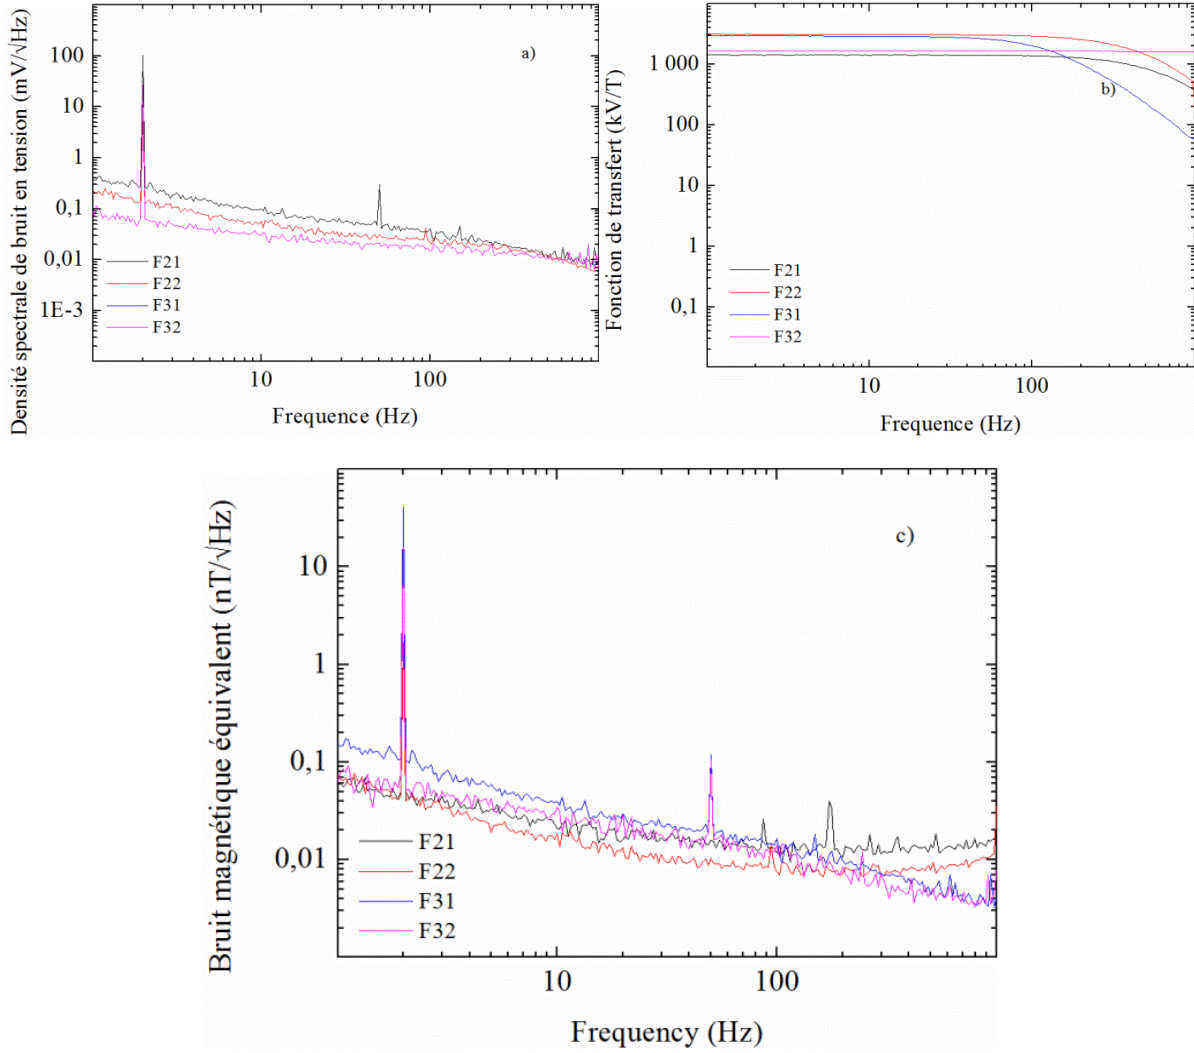 Densité spectrale de bruit en tension (mV/√Hz)
100
10
1
0,1
0,01
1E-3
a)
F21
F22
F31
F32
10
100
Frequence (Hz)
Fonction de transfert (kV/T)
1 000
100
10
1
0,1
b)
F21
F22
F31
F32
10
100
Frequence (Hz)
Bruit magnétique équivalent (nT/√Hz)
10
1
0,1
0,01
c)
F21
F22
F31
F32
10
100
Frequency (Hz)